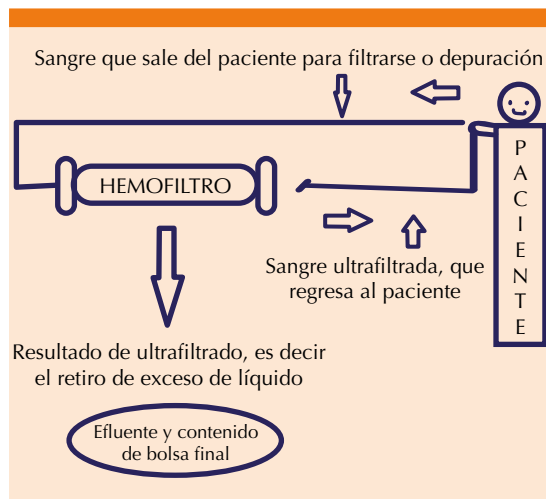 Sangre que sale del paciente para filtrarse o depuración
HEMOFILTRO
PACIENTE
Sangre ultrafiltrada, que
regresa al paciente
Resultado de ultrafiltrado, es decir
el retiro de exceso de líquido
Efluente y contenido
de bolsa final